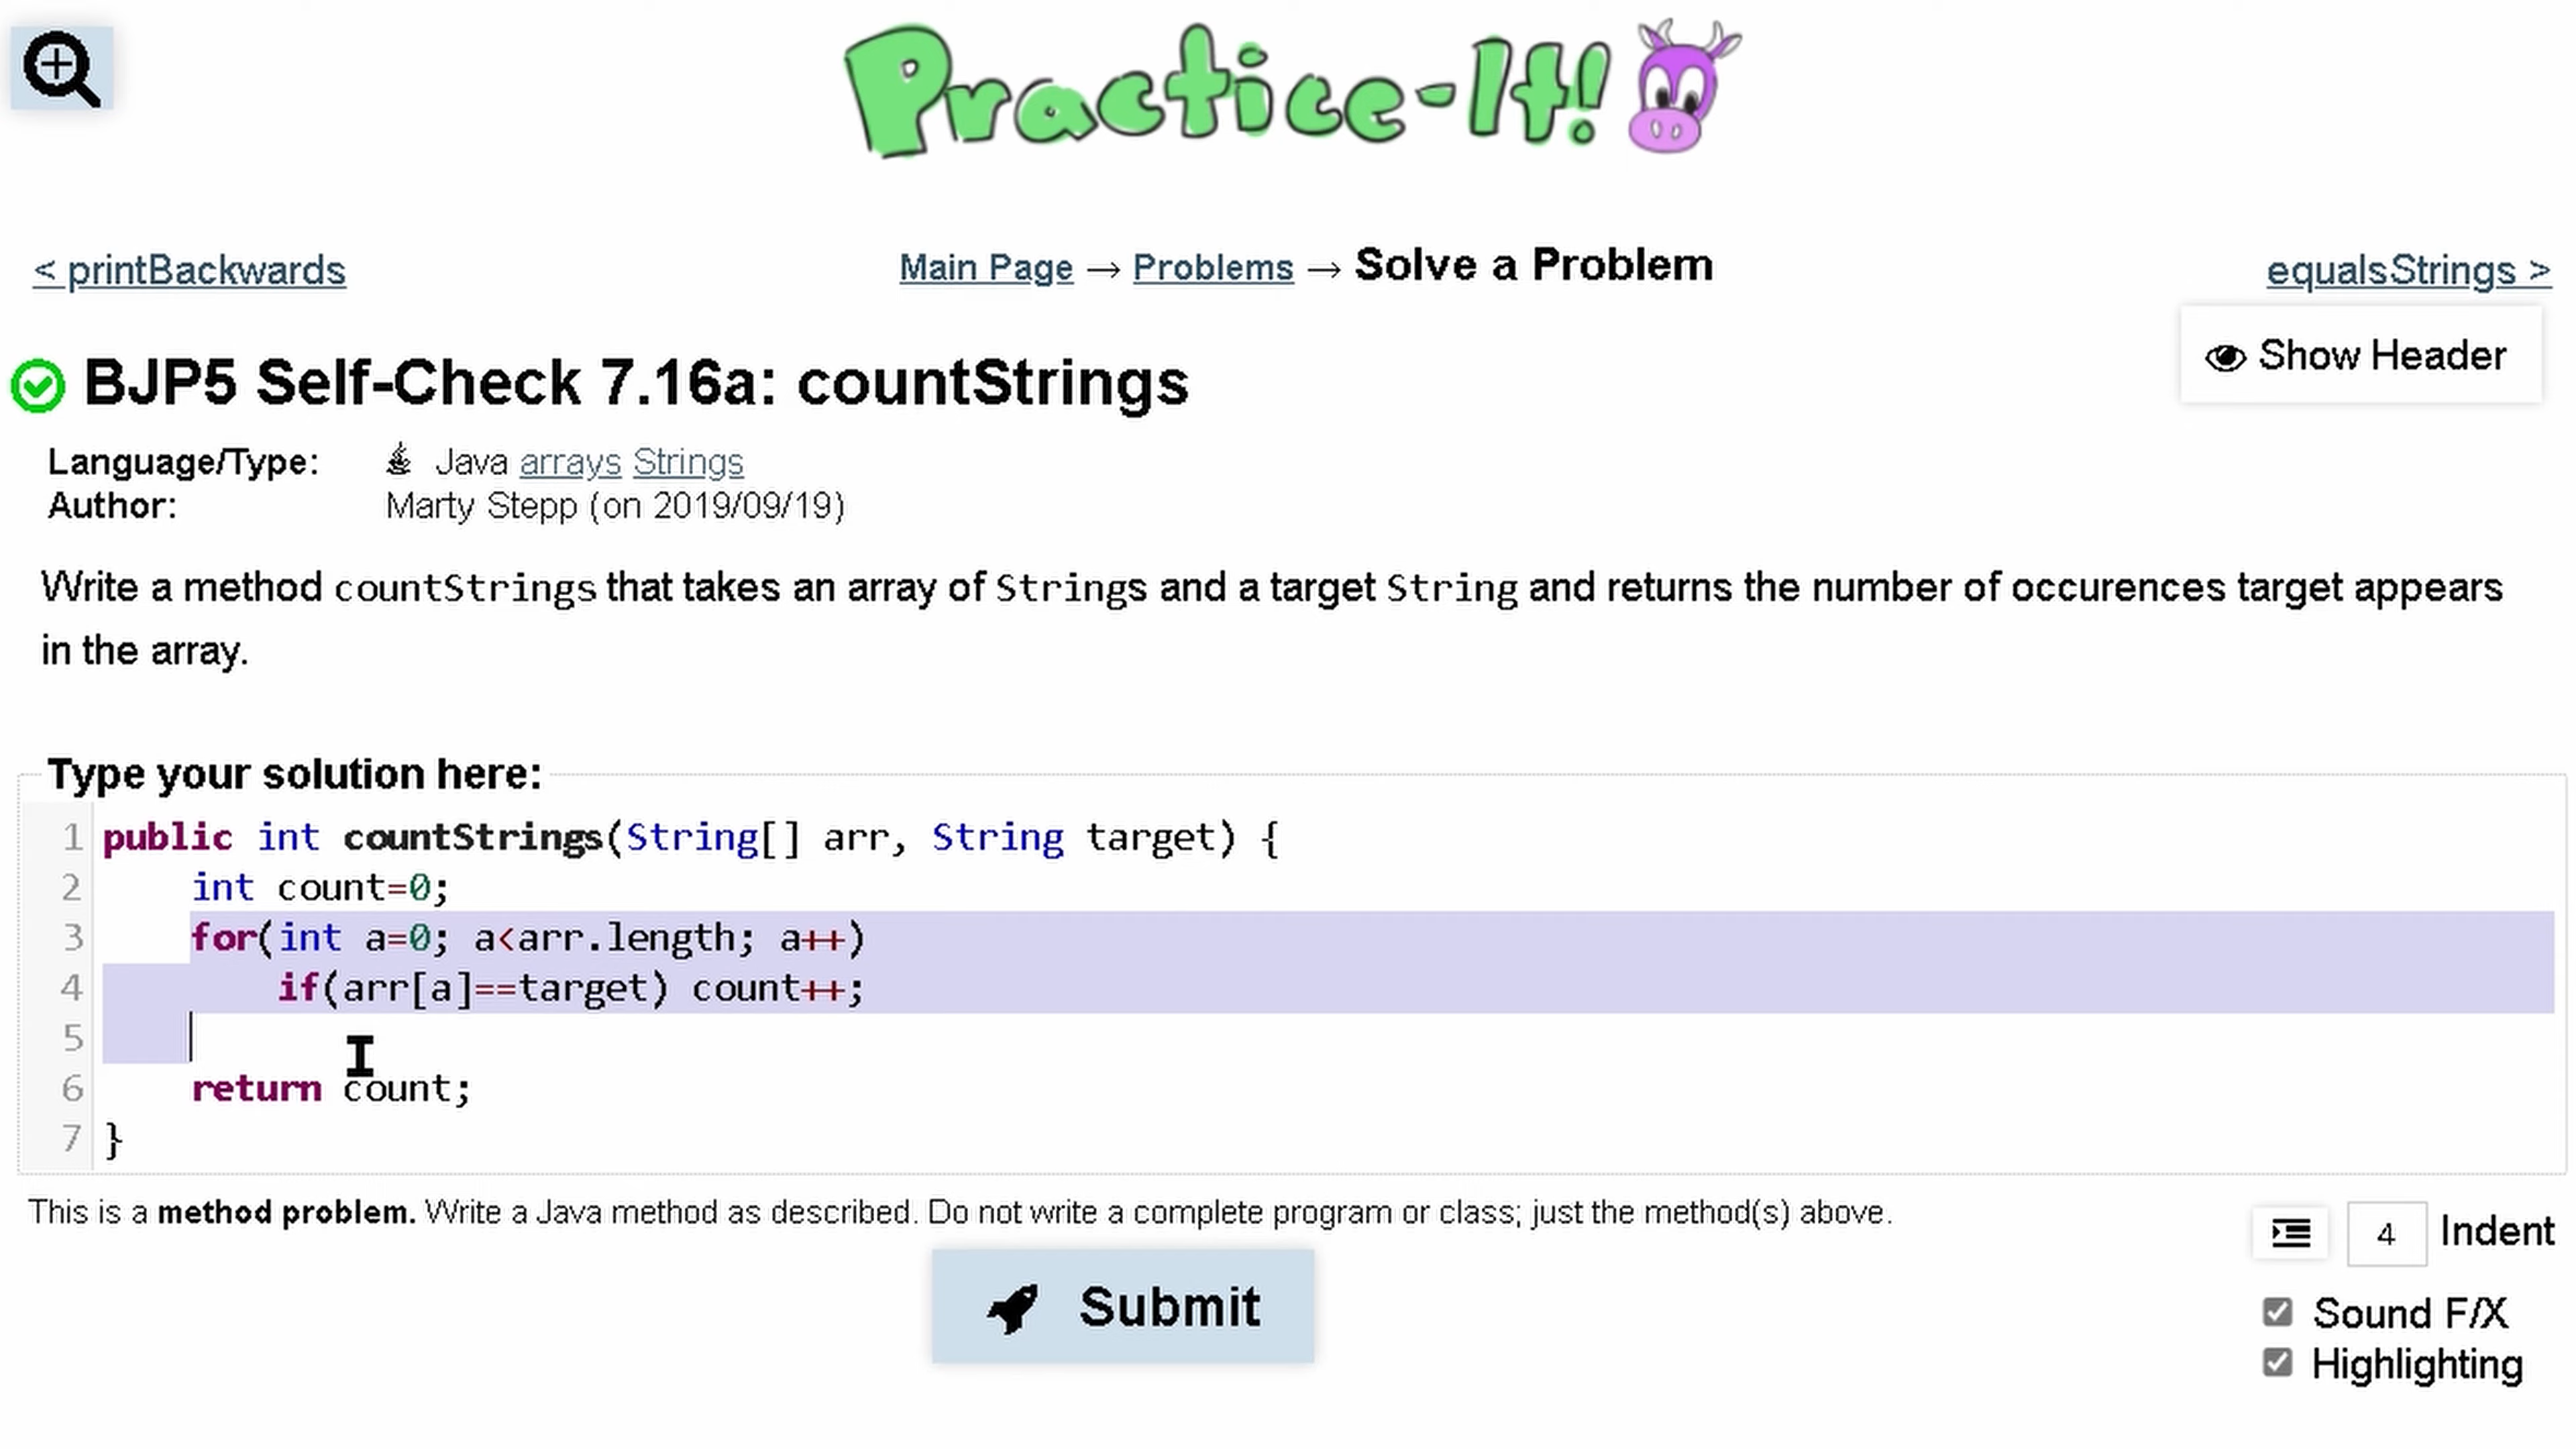 Practice-It!
< printBackwards
Main Page → Problems → Solve a Problem
equalsStrings >
Show Header
BJP5 Self-Check 7.16a: countStrings
Language/Type: Java arrays Strings
Author: Marty Stepp (on 2019/09/19)
Write a method countStrings that takes an array of Strings and a target String and returns the number of occurences target appears
in the array.
Type your solution here:
1 public int countStrings(String[] arr, String target) {
2     int count=0;
3     for(int a=0; a<arr.length; a++)
4         if(arr[a]==target) count++;
5
6     return count;
7 }
This is a method problem. Write a Java method as described. Do not write a complete program or class; just the method(s) above.
4 Indent
Submit
Sound F/X
Highlighting